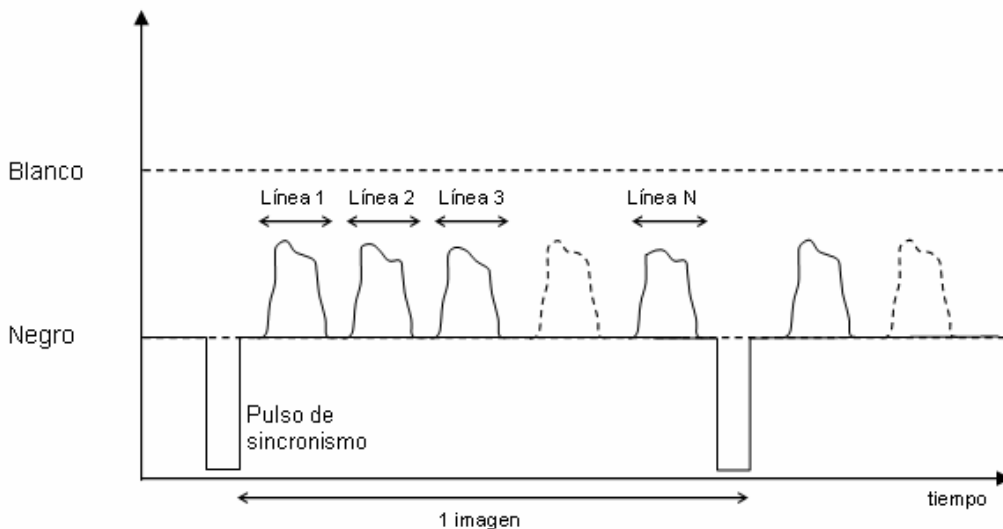 Blanco
Línea 1
Línea 2
Línea 3
Línea N
Negro
Pulso de
sincronismo
tiempo
1 imagen